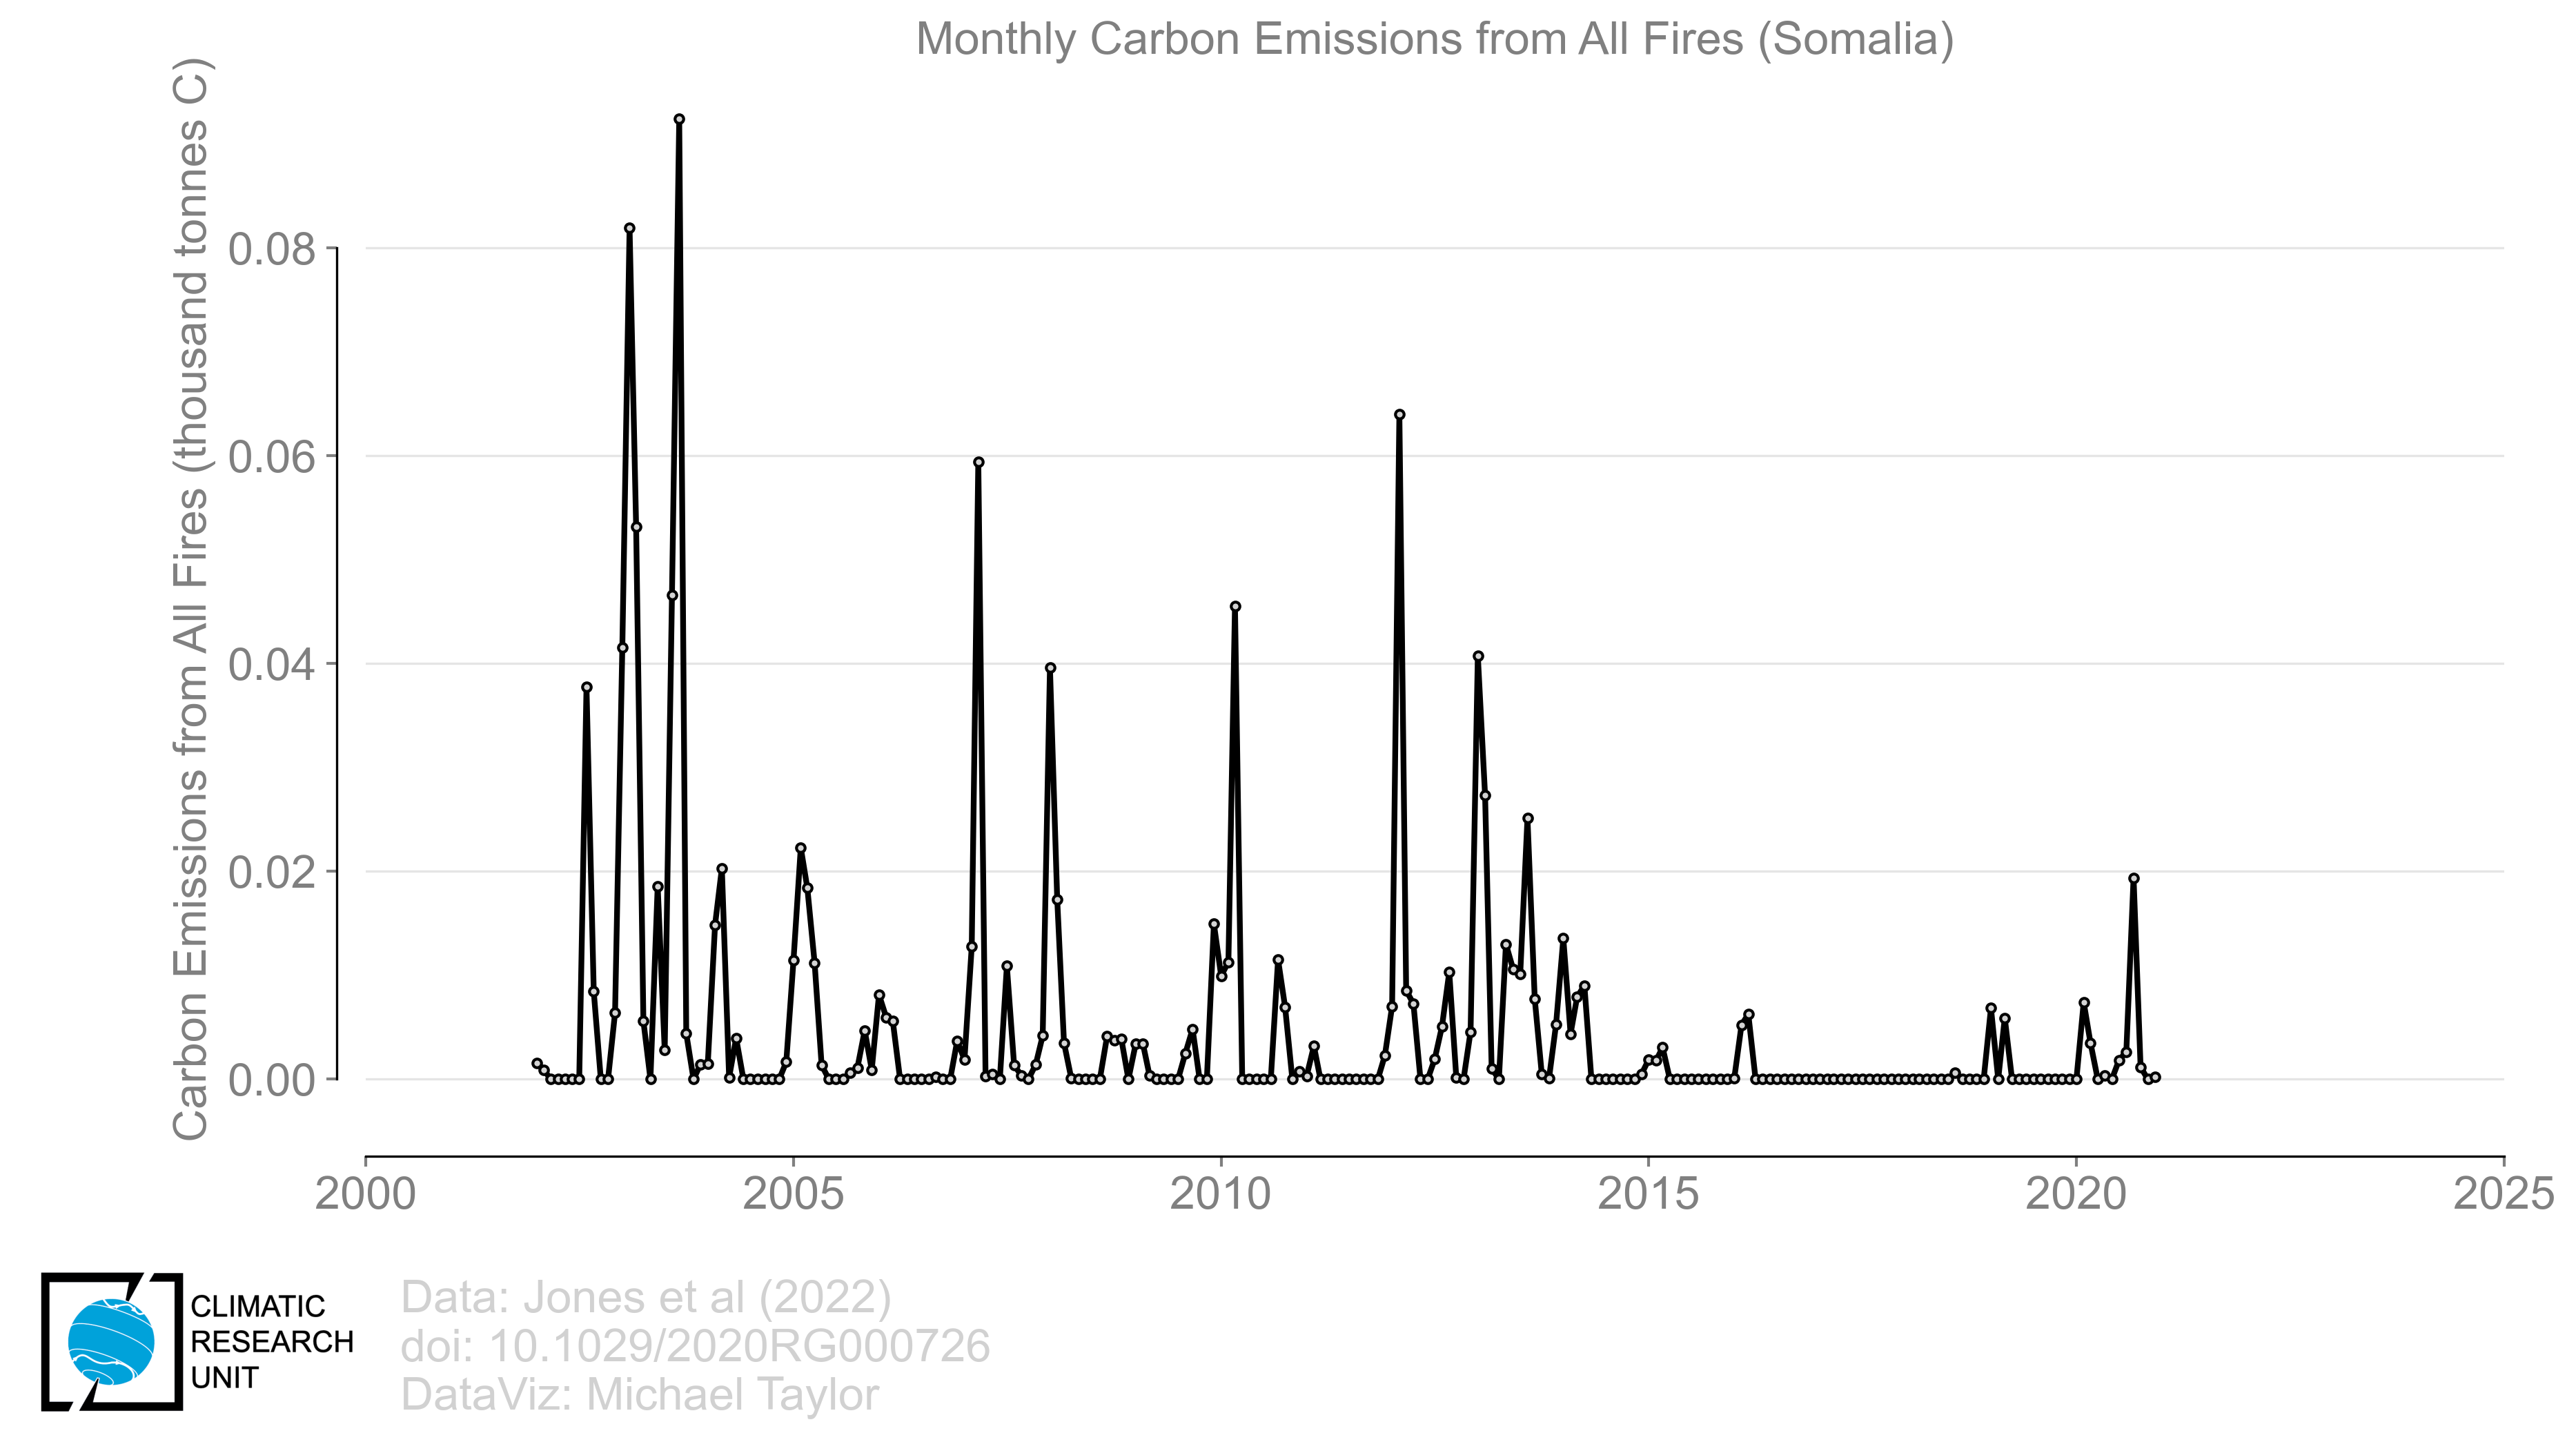 Monthly Carbon Emissions from All Fires (Somalia)
Carbon Emissions from All Fires (thousand tonnes C)
0.08
0.06
0.04
0.02
0.00
2000 2005 2010 2015 2020 2025
CLIMATIC
RESEARCH
UNIT
Data: Jones et al (2022)
doi: 10.1029/2020RG000726
DataViz: Michael Taylor